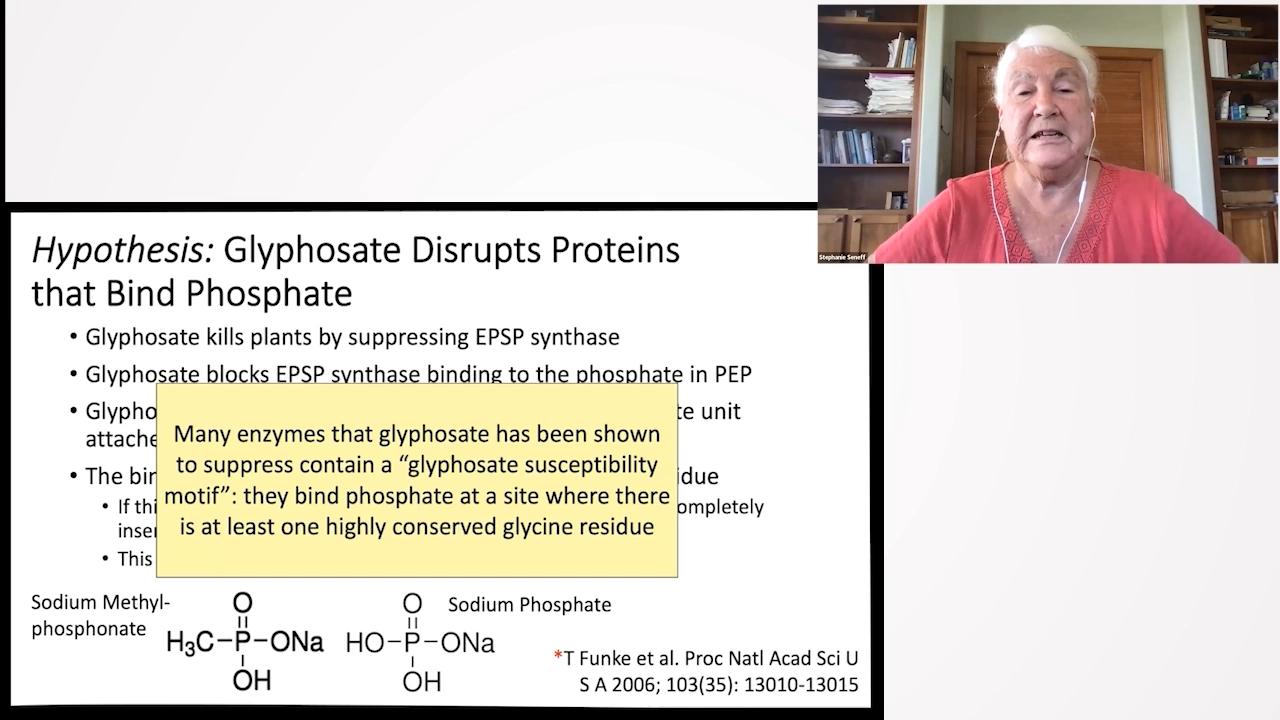 Stephanie Seneff
Hypothesis: Glyphosate Disrupts Proteins
that Bind Phosphate
• Glyphosate kills plants by suppressing EPSP synthase
• Glyphosate blocks EPSP synthase binding to the phosphate in PEP
• Glypho te unit
attache
• The bin idue
• If thi ompletely
inser
• This
Many enzymes that glyphosate has been shown
to suppress contain a “glyphosate susceptibility
motif”: they bind phosphate at a site where there
is at least one highly conserved glycine residue
Sodium Methyl-
phosphonate
O
H₃C–P–ONa
OH
O
HO–P–ONa
OH
Sodium Phosphate
*T Funke et al. Proc Natl Acad Sci U
S A 2006; 103(35): 13010-13015